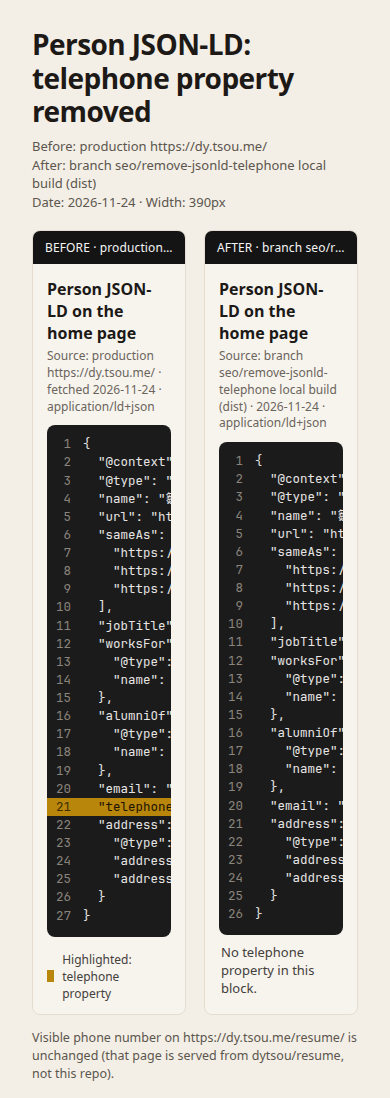 Person JSON-LD:
telephone property
removed
Before: production https://dy.tsou.me/
After: branch seo/remove-jsonld-telephone local
build (dist)
Date: 2026-11-24 · Width: 390px
BEFORE · production…
Person JSON-
LD on the
home page
Source: production
https://dy.tsou.me/ ·
fetched 2026-11-24 ·
application/ld+json
1 {
2 "@context"
3 "@type": "
4 "name": "
5 "url": "ht
6 "sameAs":
7 "https:/
8 "https:/
9 "https:/
10 ],
11 "jobTitle"
12 "worksFor"
13 "@type":
14 "name":
15 },
16 "alumniOf"
17 "@type":
18 "name":
19 },
20 "email": "
21 "telephone
22 "address":
23 "@type":
24 "address
25 "address
26 }
27 }
Highlighted:
telephone
property
AFTER · branch seo/r…
Person JSON-
LD on the
home page
Source: branch
seo/remove-jsonld-
telephone local build
(dist) · 2026-11-24 ·
application/ld+json
1 {
2 "@context"
3 "@type": "
4 "name": "
5 "url": "ht
6 "sameAs":
7 "https:/
8 "https:/
9 "https:/
10 ],
11 "jobTitle"
12 "worksFor"
13 "@type":
14 "name":
15 },
16 "alumniOf"
17 "@type":
18 "name":
19 },
20 "email": "
21 "address":
22 "@type":
23 "address
24 "address
25 }
26 }
No telephone
property in this
block.
Visible phone number on https://dy.tsou.me/resume/ is
unchanged (that page is served from dytsou/resume,
not this repo).